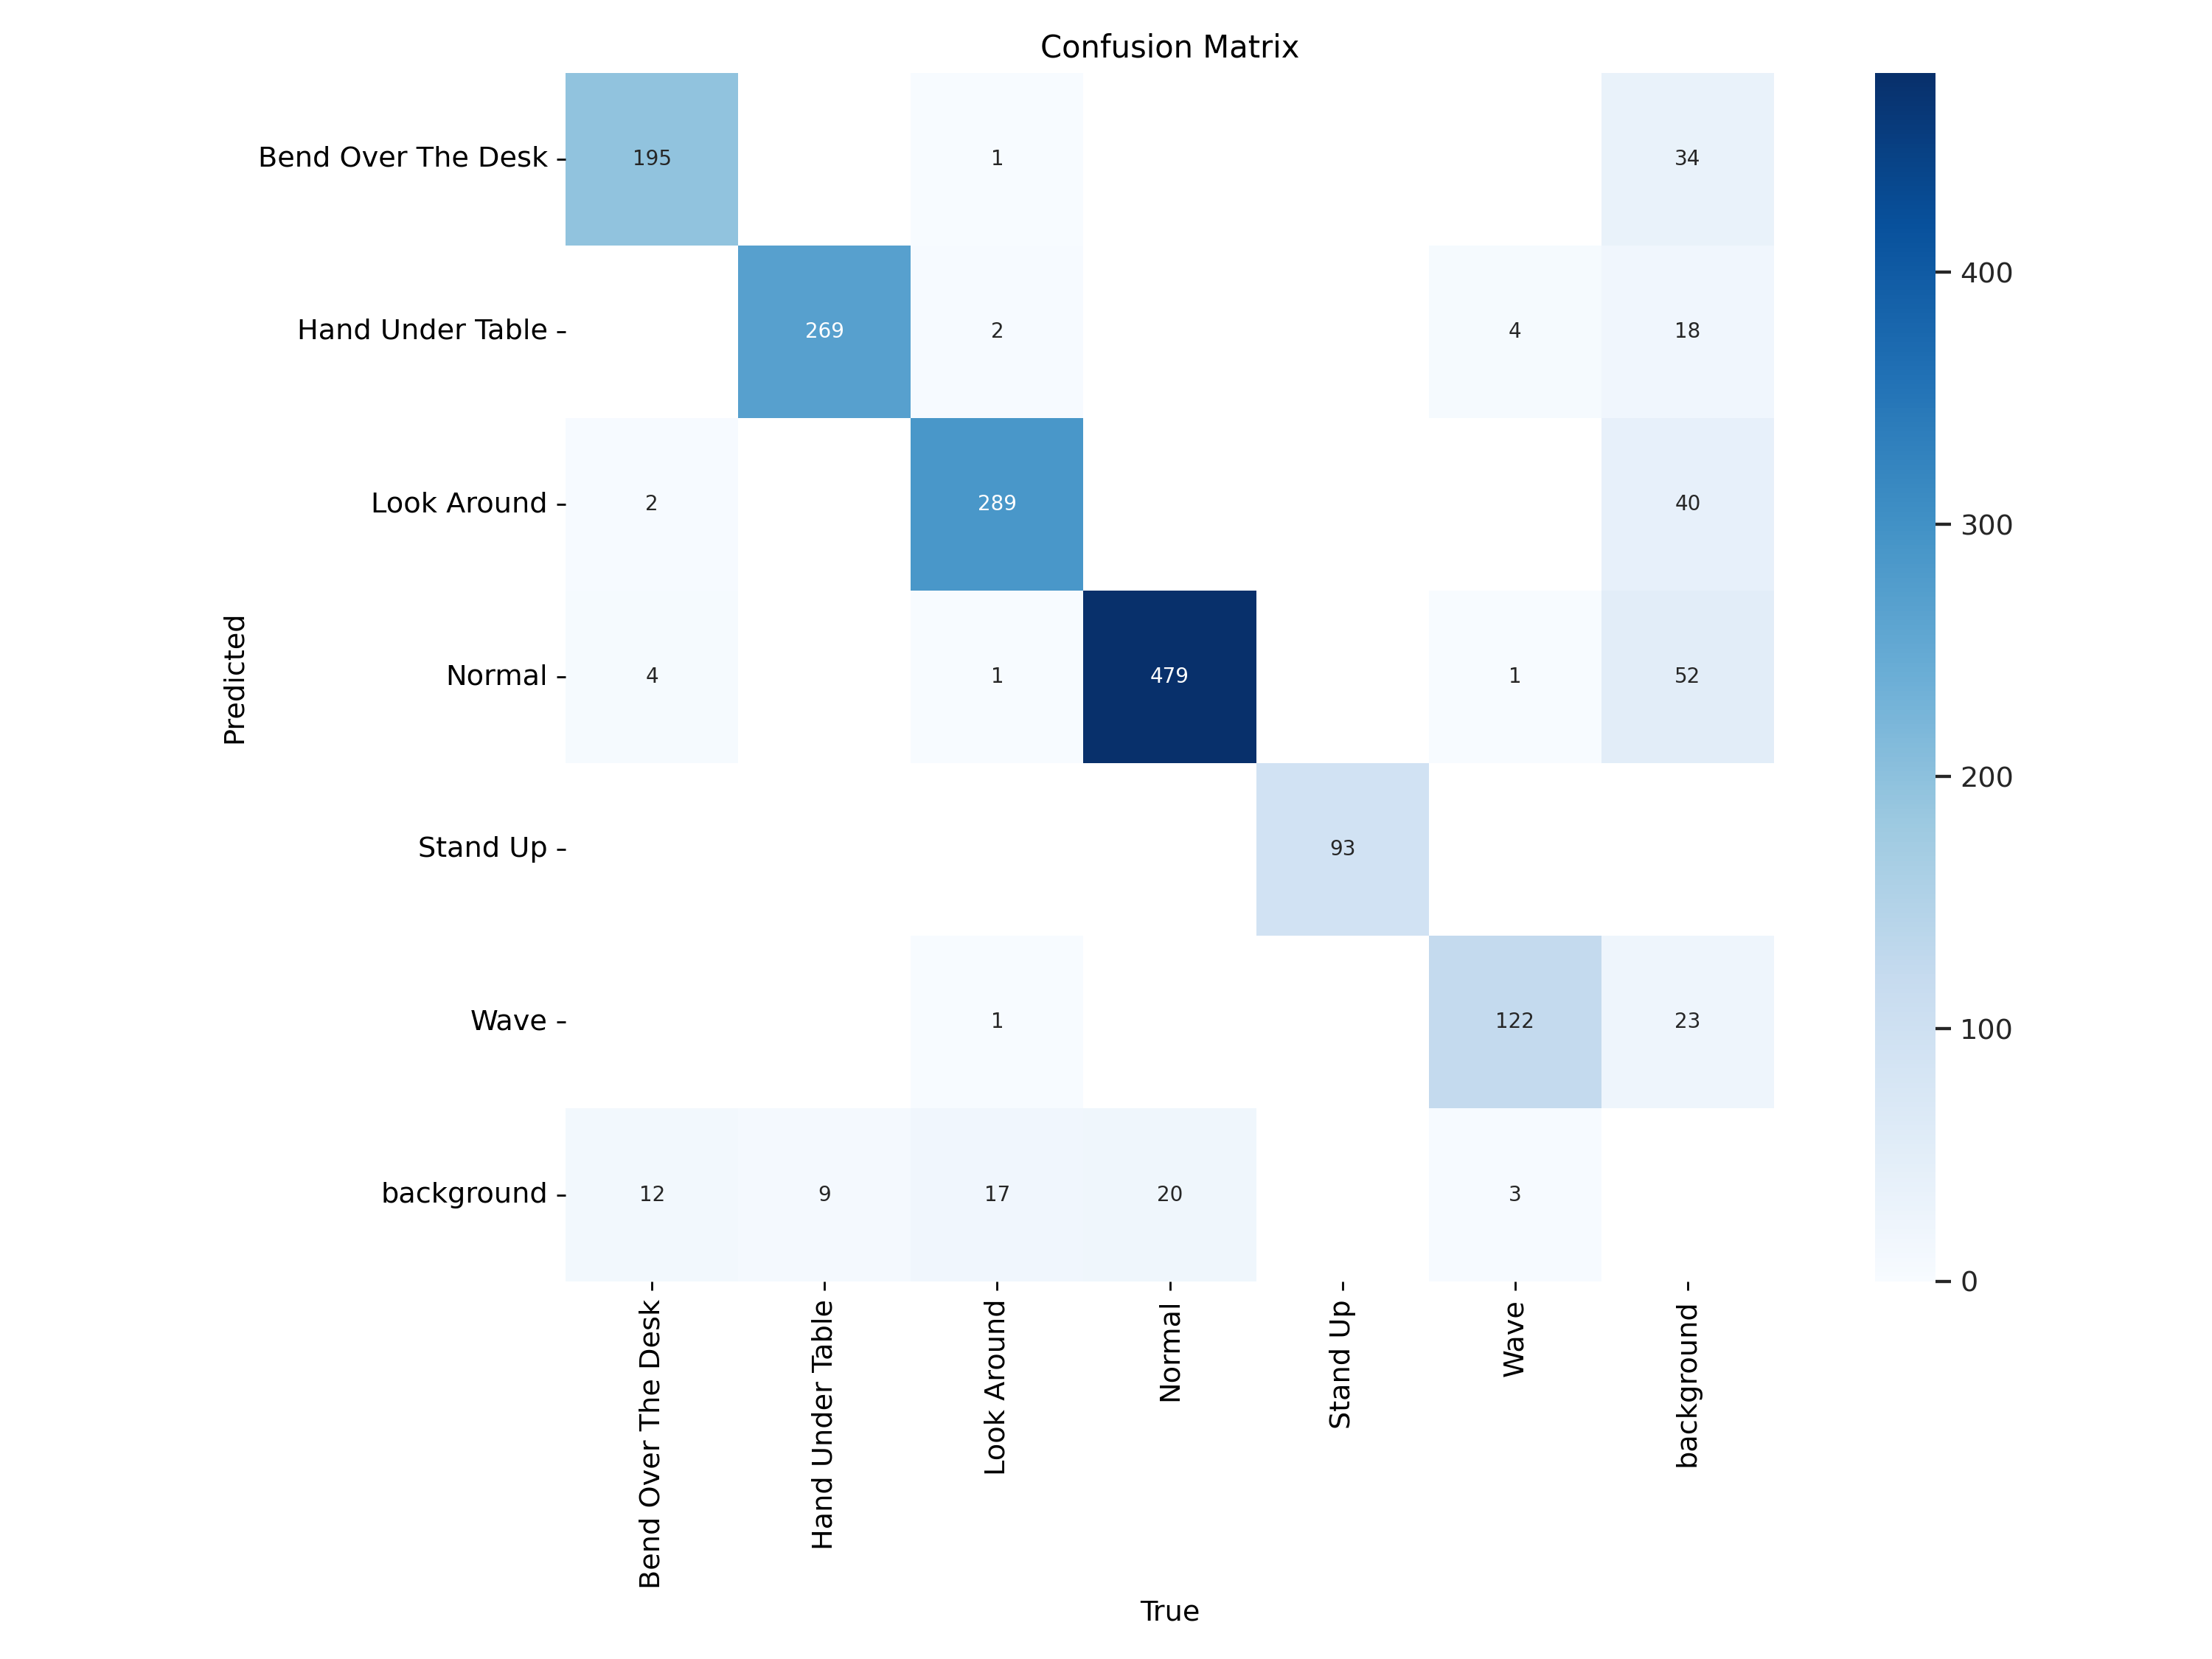 Confusion Matrix
Bend Over The Desk 195 1 34
Hand Under Table 269 2 4 18
Look Around 2 289 40
Normal 4 1 479 1 52
Stand Up 93
Wave 1 122 23
background 12 9 17 20 3
Predicted
Bend Over The Desk
Hand Under Table
Look Around
Normal
Stand Up
Wave
background
True
400
300
200
100
0